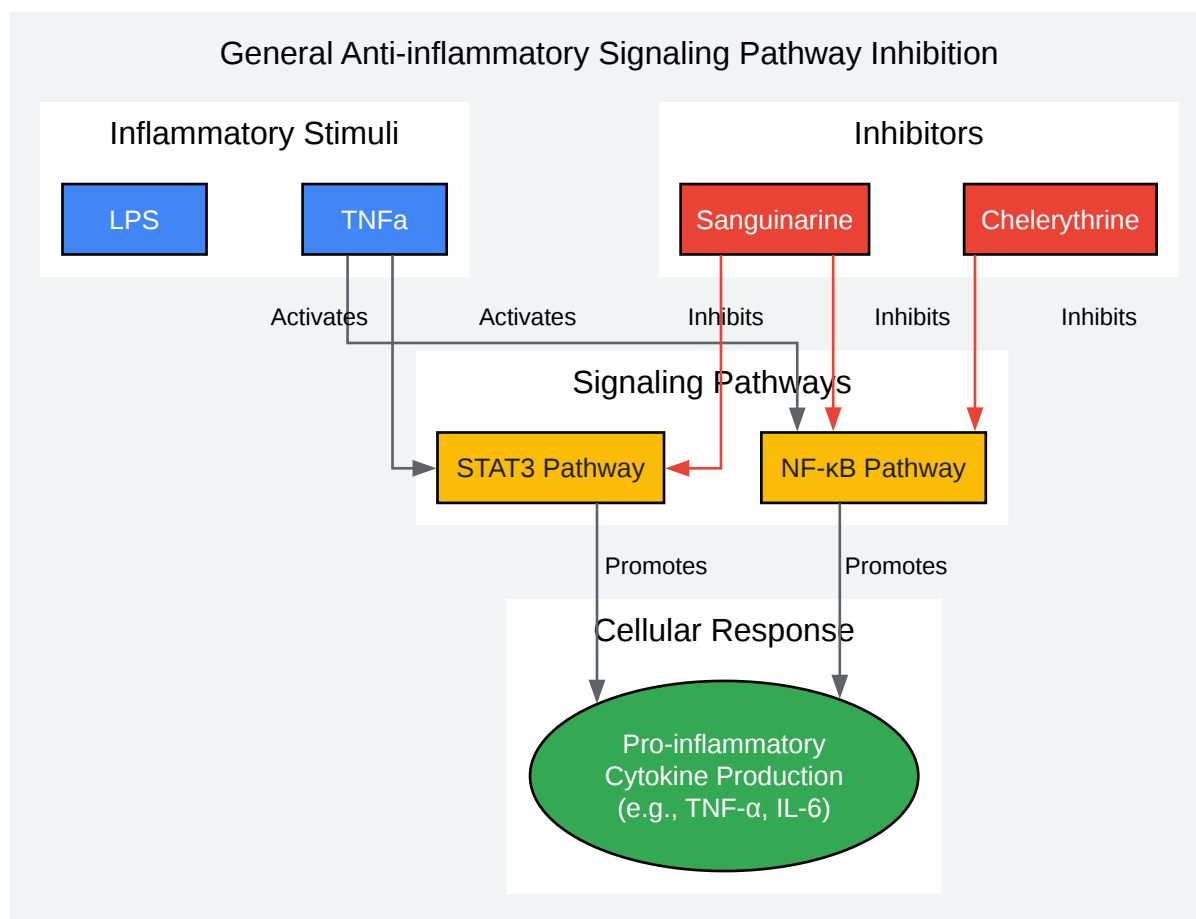 General Anti-inflammatory Signaling Pathway Inhibition
Inflammatory Stimuli
Inhibitors
LPS
TNFa
Sanguinarine
Chelerythrine
Activates
Activates
Inhibits
Inhibits
Inhibits
Signaling Pathways
STAT3 Pathway
NF-κB Pathway
Promotes
Promotes
Cellular Response
Pro-inflammatory
Cytokine Production
(e.g., TNF-α, IL-6)